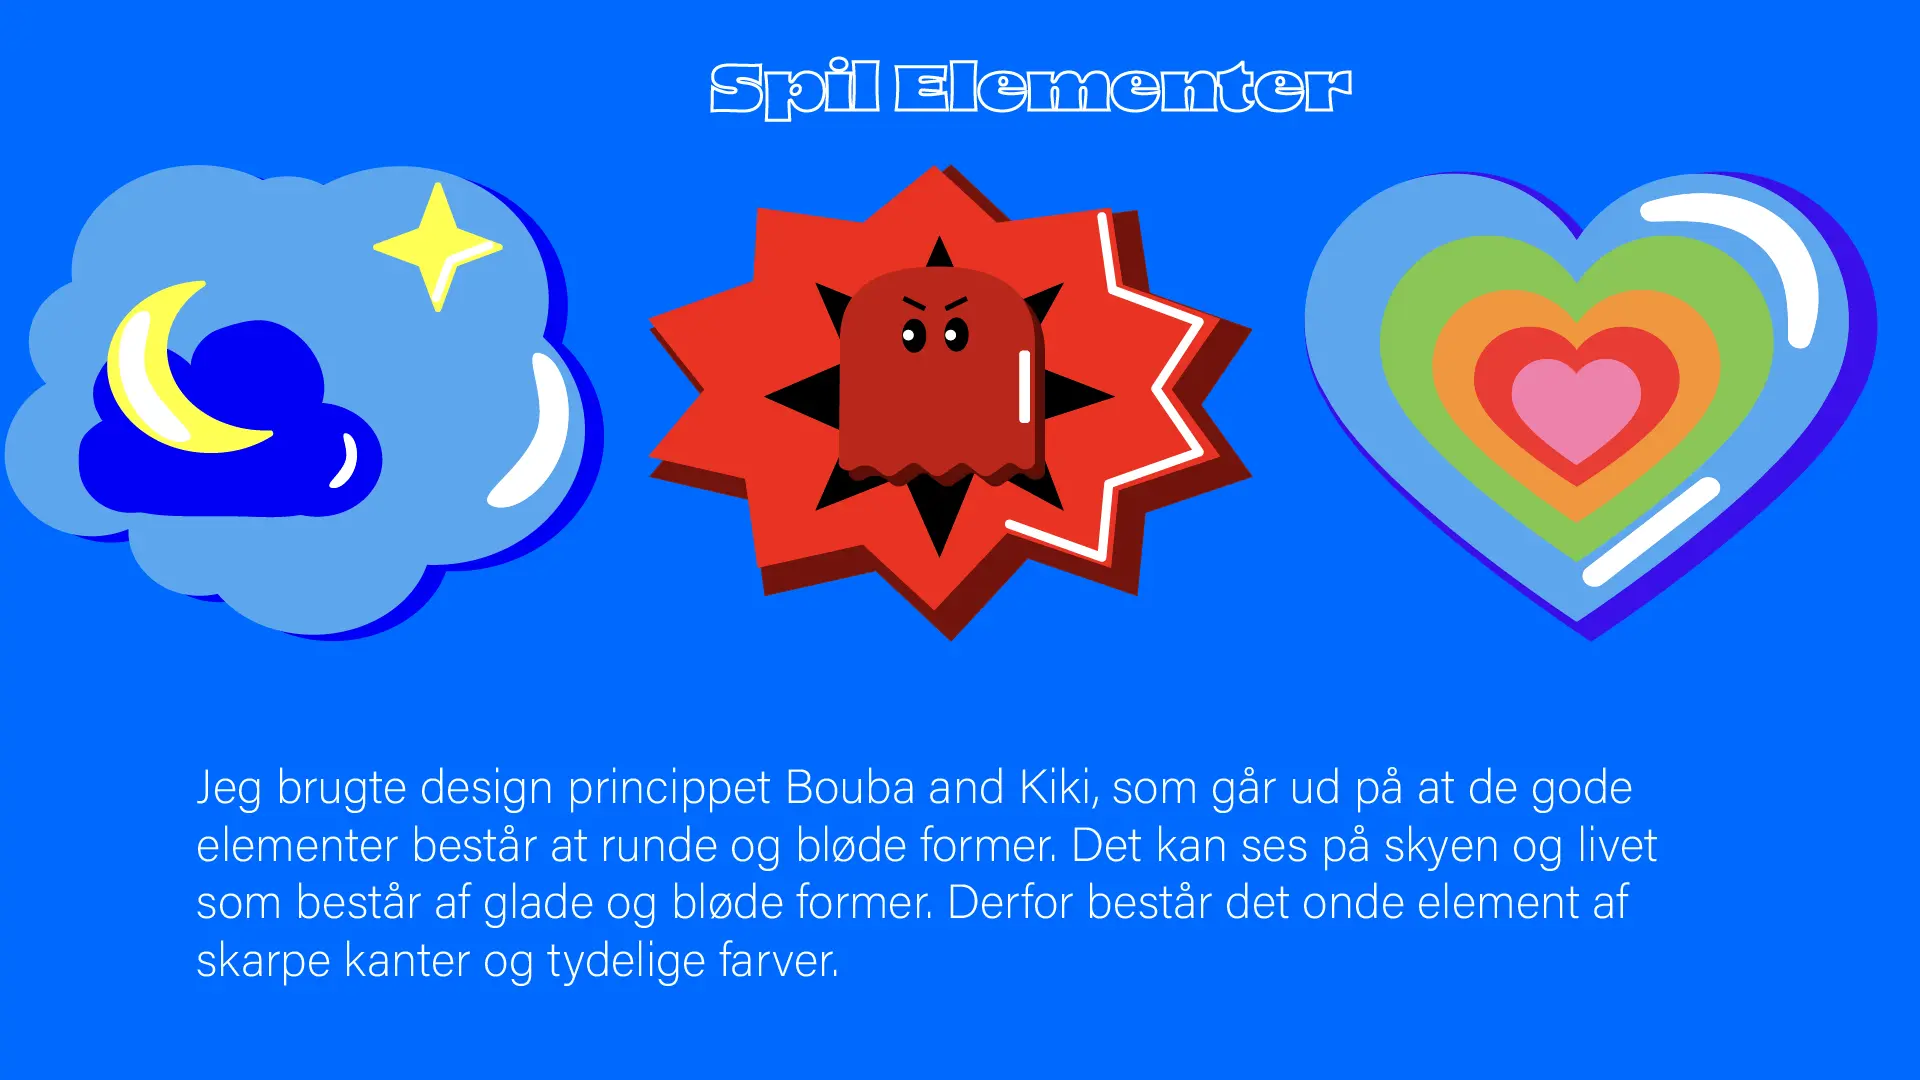 Spil Elementer
Jeg brugte design princippet Bouba and Kiki, som går ud på at de gode
elementer består at runde og bløde former. Det kan ses på skyen og livet
som består af glade og bløde former. Derfor består det onde element af
skarpe kanter og tydelige farver.